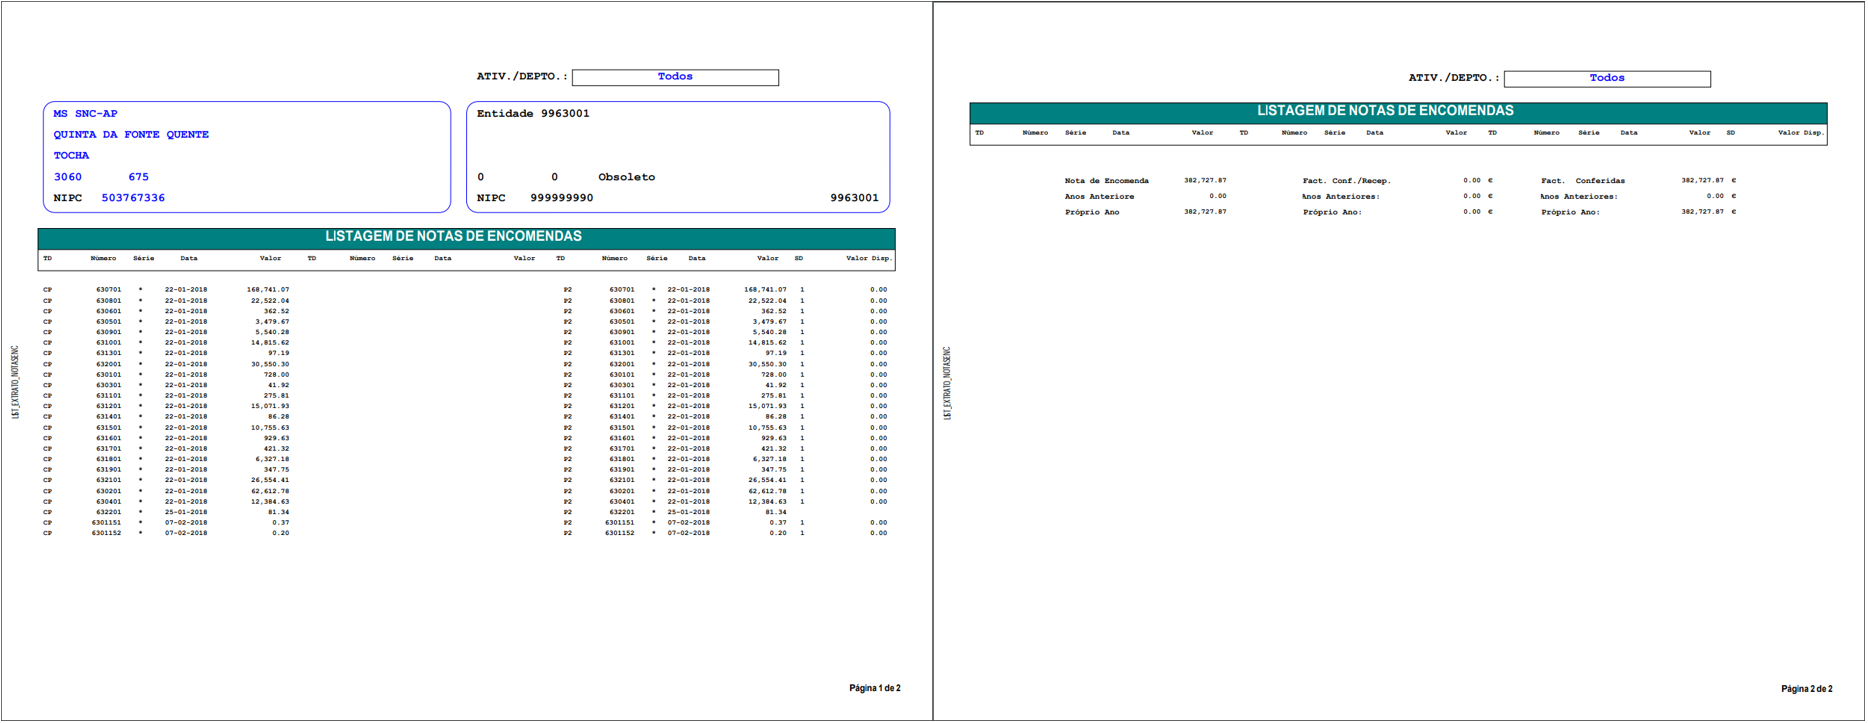 ATIV./DEPTO.: Todos
MS SNC-AP
QUINTA DA FONTE QUENTE
TOCHA
3060 675
NIPC 503767336
Entidade 9963001
0 0 Obsoleto
NIPC 999999990 9963001
LISTAGEM DE NOTAS DE ENCOMENDAS
TD Número Série Data Valor TD Número Série Data Valor TD Número Série Data Valor SD Valor Disp.
CP 630701 * 22-01-2018 168,741.07 P2 630701 * 22-01-2018 168,741.07 1 0.00
CP 630801 * 22-01-2018 22,522.04 P2 630801 * 22-01-2018 22,522.04 1 0.00
CP 630601 * 22-01-2018 362.52 P2 630601 * 22-01-2018 362.52 1 0.00
CP 630501 * 22-01-2018 3,479.67 P2 630501 * 22-01-2018 3,479.67 1 0.00
CP 630901 * 22-01-2018 5,540.28 P2 630901 * 22-01-2018 5,540.28 1 0.00
CP 631001 * 22-01-2018 14,815.62 P2 631001 * 22-01-2018 14,815.62 1 0.00
CP 631301 * 22-01-2018 97.19 P2 631301 * 22-01-2018 97.19 1 0.00
CP 632001 * 22-01-2018 30,550.30 P2 632001 * 22-01-2018 30,550.30 1 0.00
CP 630101 * 22-01-2018 728.00 P2 630101 * 22-01-2018 728.00 1 0.00
CP 630301 * 22-01-2018 41.92 P2 630301 * 22-01-2018 41.92 1 0.00
CP 631101 * 22-01-2018 275.81 P2 631101 * 22-01-2018 275.81 1 0.00
CP 631201 * 22-01-2018 15,071.93 P2 631201 * 22-01-2018 15,071.93 1 0.00
CP 631401 * 22-01-2018 86.28 P2 631401 * 22-01-2018 86.28 1 0.00
CP 631501 * 22-01-2018 10,755.63 P2 631501 * 22-01-2018 10,755.63 1 0.00
CP 631601 * 22-01-2018 929.63 P2 631601 * 22-01-2018 929.63 1 0.00
CP 631701 * 22-01-2018 421.32 P2 631701 * 22-01-2018 421.32 1 0.00
CP 631801 * 22-01-2018 6,327.18 P2 631801 * 22-01-2018 6,327.18 1 0.00
CP 631901 * 22-01-2018 347.75 P2 631901 * 22-01-2018 347.75 1 0.00
CP 632101 * 22-01-2018 26,554.41 P2 632101 * 22-01-2018 26,554.41 1 0.00
CP 630201 * 22-01-2018 62,612.78 P2 630201 * 22-01-2018 62,612.78 1 0.00
CP 630401 * 22-01-2018 12,384.63 P2 630401 * 22-01-2018 12,384.63 1 0.00
CP 632201 * 25-01-2018 81.34 P2 632201 * 25-01-2018 81.34
CP 6301151 * 07-02-2018 0.37 P2 6301151 * 07-02-2018 0.37 1 0.00
CP 6301152 * 07-02-2018 0.20 P2 6301152 * 07-02-2018 0.20 1 0.00
LIST_EXTRATO_NOTASENC
Página 1 de 2
ATIV./DEPTO.: Todos
LISTAGEM DE NOTAS DE ENCOMENDAS
TD Número Série Data Valor TD Número Série Data Valor TD Número Série Data Valor SD Valor Disp.
Nota de Encomenda 382,727.87 Fact. Conf./Recep. 0.00 € Fact. Conferidas 382,727.87 €
Anos Anteriore 0.00 Anos Anteriores: 0.00 € Anos Anteriores: 0.00 €
Próprio Ano 382,727.87 Próprio Ano: 0.00 € Próprio Ano: 382,727.87 €
LIST_EXTRATO_NOTASENC
Página 2 de 2